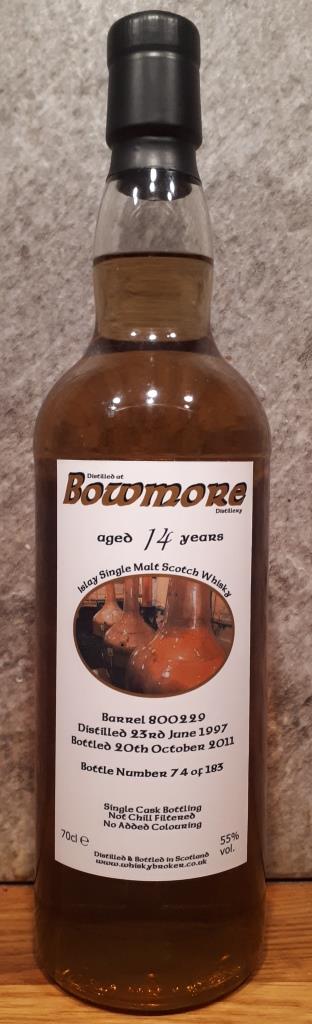 Distilled at
Bowmore
Distillery
aged 14 years
Islay Single Malt Scotch Whisky
Barrel 800229
Distilled 23rd June 1997
Bottled 20th October 2011
Bottle Number 74 of 183
Single Cask Bottling
Not Chill Filtered
No Added Colouring
70cl e
55%
vol.
Distilled & Bottled in Scotland
www.whiskybroker.co.uk